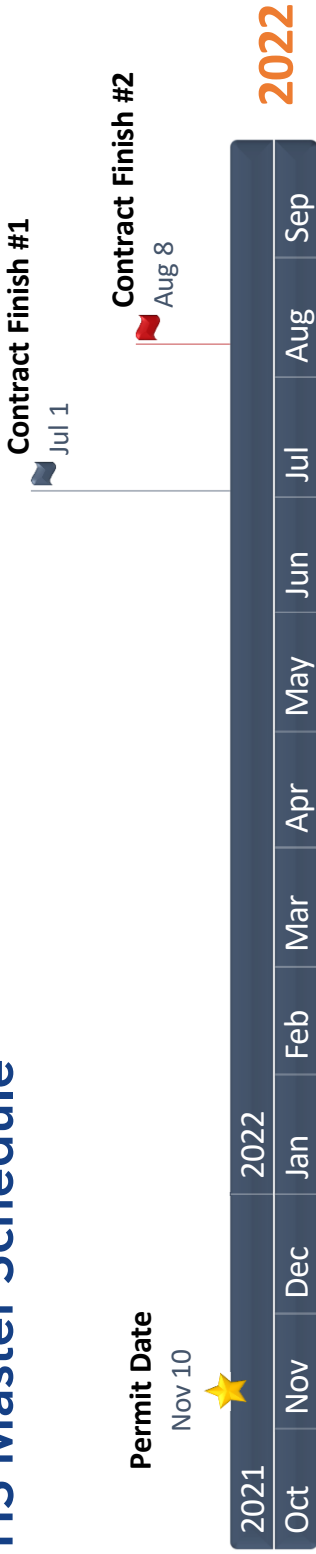 Master Schedule
Contract Finish #1
Jul 1
Contract Finish #2
Aug 8
Permit Date
Nov 10
2021 2022 2022
Oct Nov Dec Jan Feb Mar Apr May Jun Jul Aug Sep